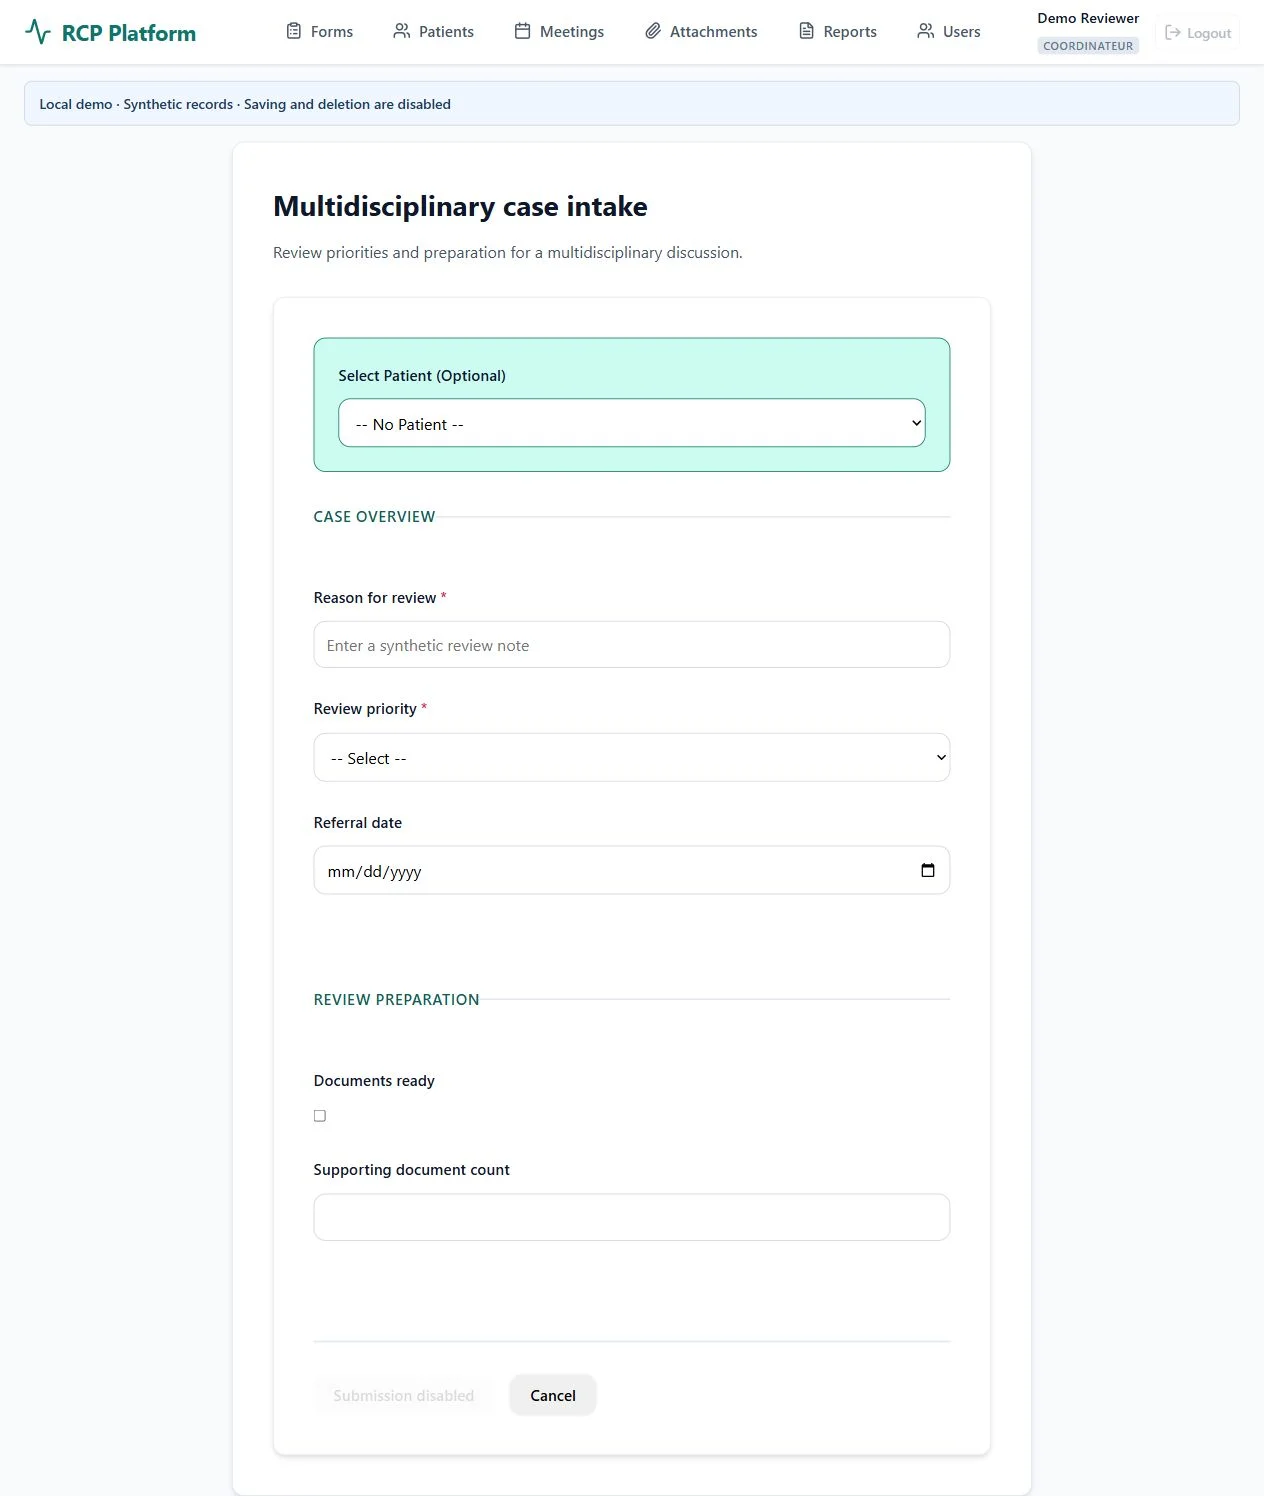 RCP Platform
Forms
Patients
Meetings
Attachments
Reports
Users
Demo Reviewer
COORDINATEUR
Logout
Local demo · Synthetic records · Saving and deletion are disabled
Multidisciplinary case intake
Review priorities and preparation for a multidisciplinary discussion.
Select Patient (Optional)
-- No Patient --
CASE OVERVIEW
Reason for review *
Enter a synthetic review note
Review priority *
-- Select --
Referral date
mm/dd/yyyy
REVIEW PREPARATION
Documents ready
Supporting document count
Submission disabled
Cancel